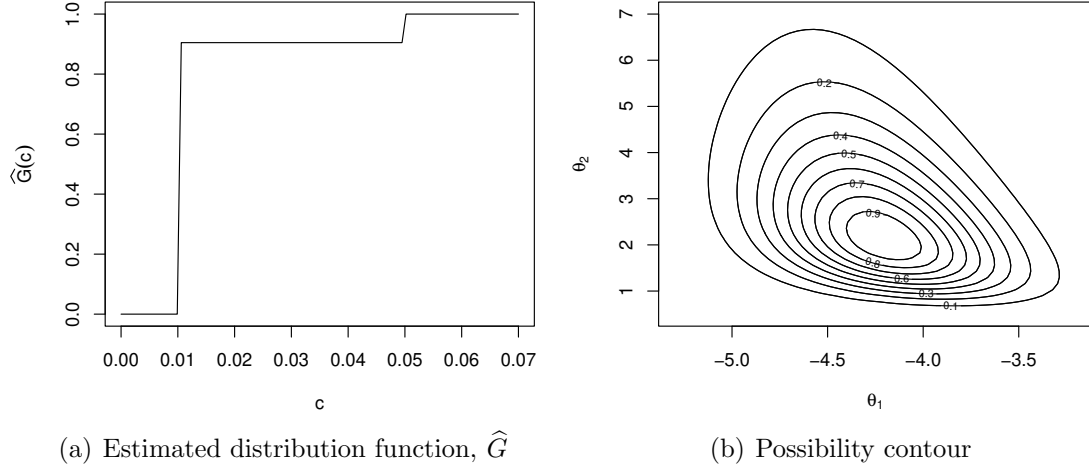 1.0
0.8
0.6
0.4
0.2
0.0
Ĝ(c)
0.00 0.01 0.02 0.03 0.04 0.05 0.06 0.07
c
(a) Estimated distribution function, Ĝ
7
6
5
4
3
2
1
θ₂
0.2
0.4
0.5
0.7
0.9
0.8
0.6
0.3
0.1
−5.0 −4.5 −4.0 −3.5
θ₁
(b) Possibility contour